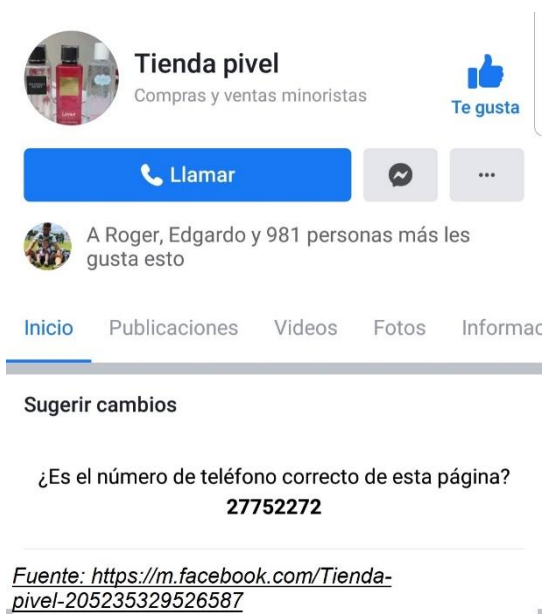 Tienda pivel
Compras y ventas minoristas
Te gusta
Llamar
A Roger, Edgardo y 981 personas más les
gusta esto
Inicio Publicaciones Videos Fotos Informac
Sugerir cambios
¿Es el número de teléfono correcto de esta página?
27752272
Fuente: https://m.facebook.com/Tienda-
pivel-205235329526587